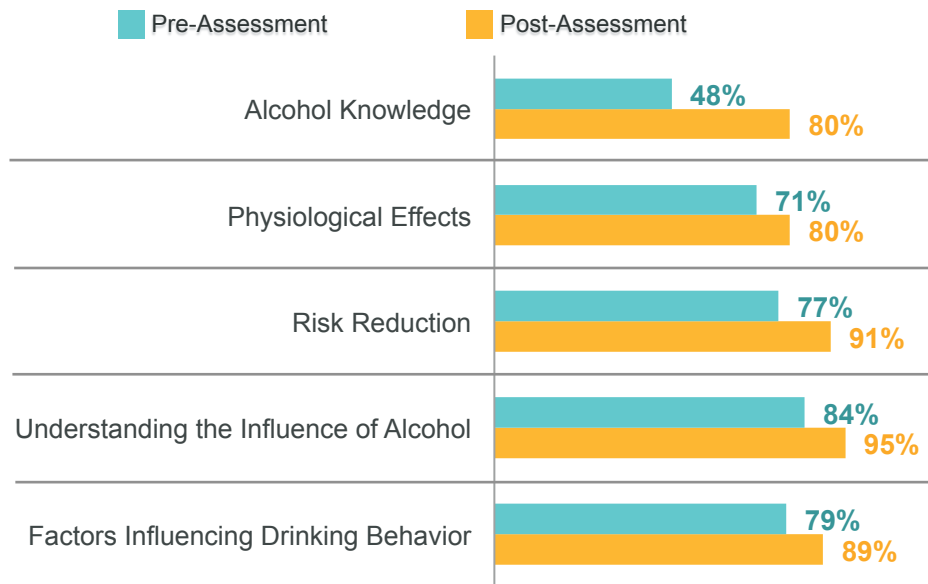 Pre-Assessment
Post-Assessment
Alcohol Knowledge
48%
80%
Physiological Effects
71%
80%
Risk Reduction
77%
91%
Understanding the Influence of Alcohol
84%
95%
Factors Influencing Drinking Behavior
79%
89%